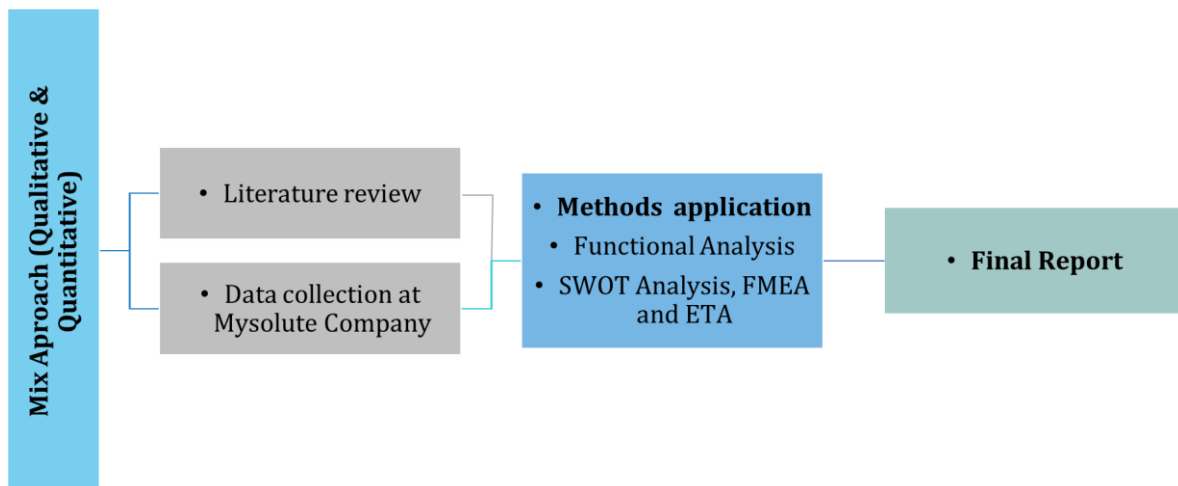 Mix Aproach (Qualitative &
Quantitative)
• Literature review
• Data collection at
Mysolute Company
• Methods application
• Functional Analysis
• SWOT Analysis, FMEA
and ETA
• Final Report